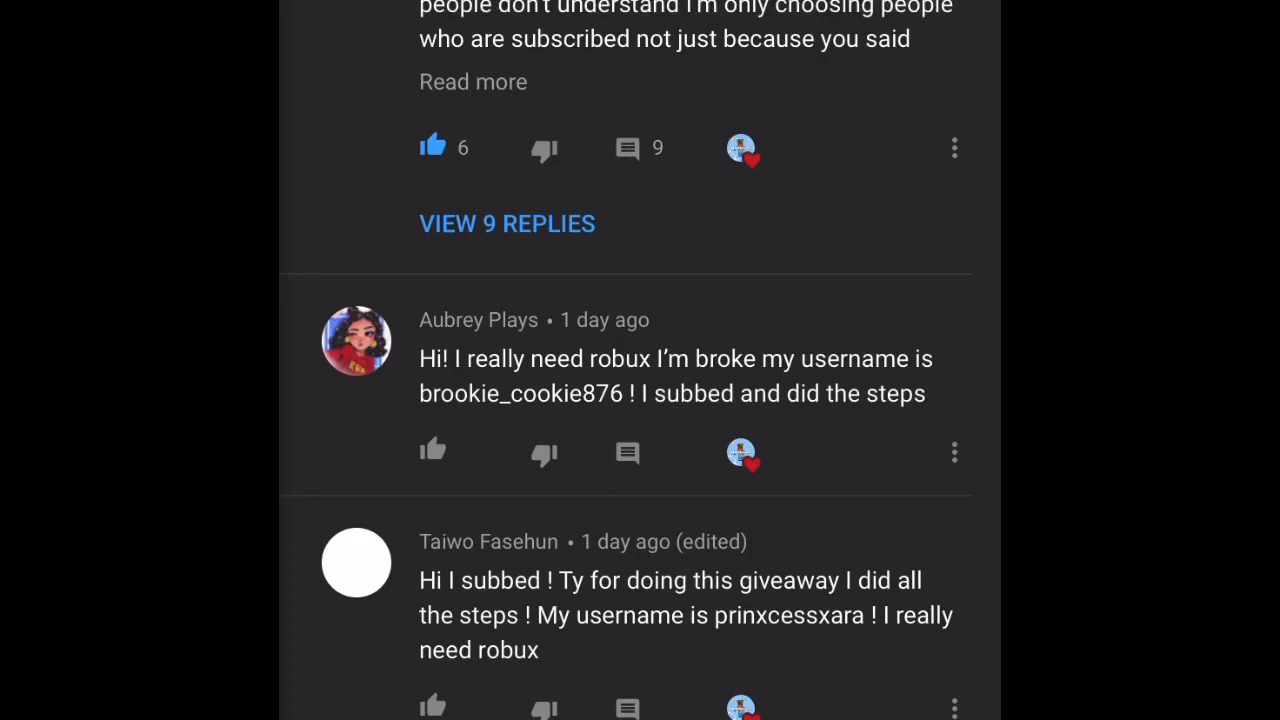 people don't understand I'm only choosing people
who are subscribed not just because you said
Read more
6
9
VIEW 9 REPLIES
Aubrey Plays • 1 day ago
Hi! I really need robux I'm broke my username is
brookie_cookie876 ! I subbed and did the steps
Taiwo Fasehun • 1 day ago (edited)
Hi I subbed ! Ty for doing this giveaway I did all
the steps ! My username is prinxcessxara ! I really
need robux